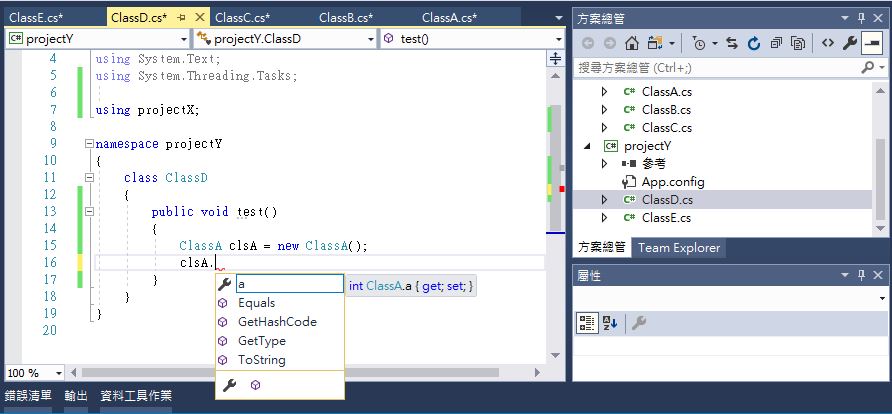 ClassE.cs* ClassD.cs* ClassC.cs* ClassB.cs* ClassA.cs*
C# projectY projectY.ClassD test()
4 using System.Text;
5 using System.Threading.Tasks;
6
7 using projectX;
8
9 namespace projectY
10 {
11 class ClassD
12 {
13 public void test()
14 {
15 ClassA clsA = new ClassA();
16 clsA.
17 }
18 }
19 }
20
a
int ClassA.a { get; set; }
Equals
GetHashCode
GetType
ToString
100 %
錯誤清單 輸出 資料工具作業
方案總管
搜尋方案總管 (Ctrl+;)
C# ClassA.cs
C# ClassB.cs
C# ClassC.cs
C# projectY
參考
App.config
C# ClassD.cs
C# ClassE.cs
方案總管 Team Explorer
屬性